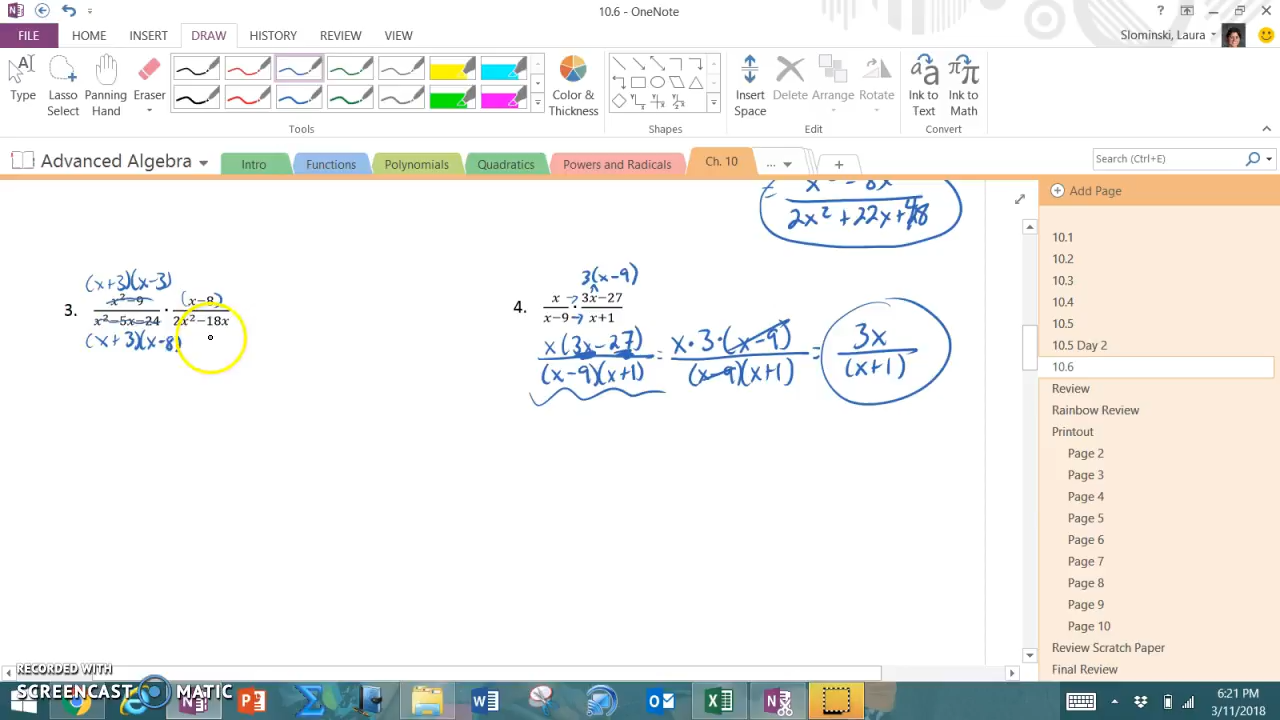 10.6 - OneNote
FILE HOME INSERT DRAW HISTORY REVIEW VIEW
Slominski, Laura
Type
Lasso Select
Panning Hand
Eraser
Color & Thickness
Insert Space
Delete
Arrange
Rotate
Ink to Text
Ink to Math
Tools
Shapes
Edit
Convert
Advanced Algebra
Intro
Functions
Polynomials
Quadratics
Powers and Radicals
Ch. 10
...
Search (Ctrl+E)
Add Page
10.1
10.2
10.3
10.4
10.5
10.5 Day 2
10.6
Review
Rainbow Review
Printout
Page 2
Page 3
Page 4
Page 5
Page 6
Page 7
Page 8
Page 9
Page 10
Review Scratch Paper
Final Review
2x² + 22x + 48
(x+3)(x-3)
3. x²−9 / x²−5x−24 · (x−8) / 2x²−18x
(x+3)(x-8)
3(x-9)
4. x / x−9 · 3x−27 / x+1
x(3x-27) / (x-9)(x+1) = x·3·(x-9) / (x-9)(x+1) = 3x / (x+1)
RECORDED WITH
SCREENCAST MATIC
6:21 PM
3/11/2018